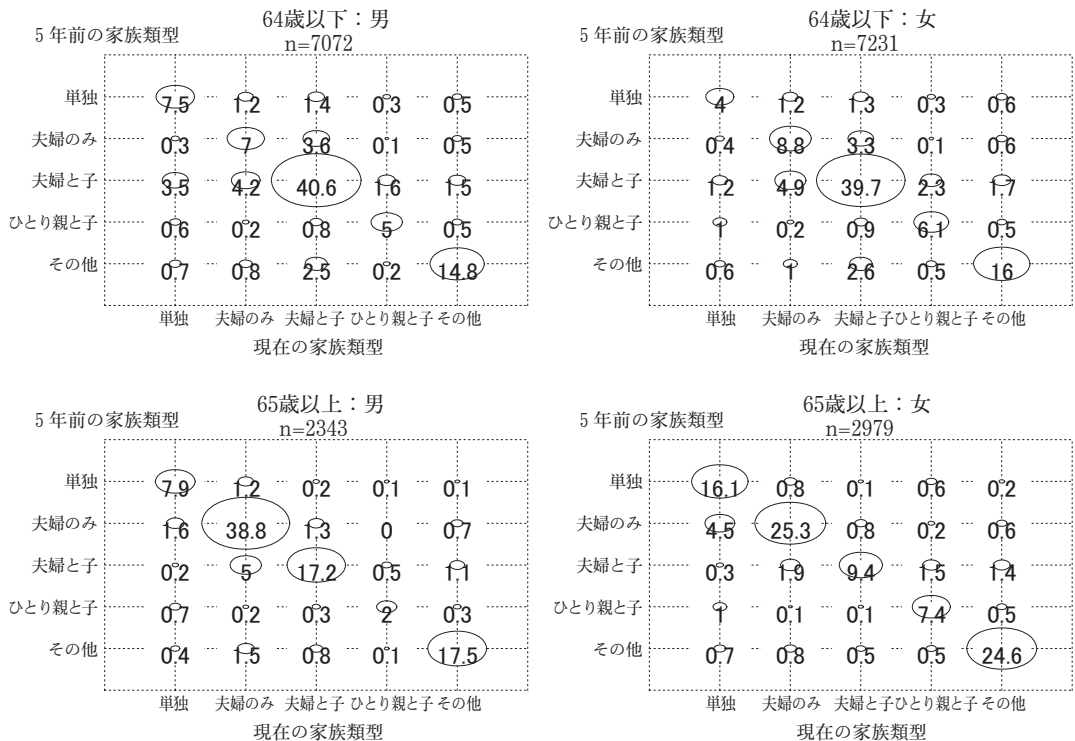 64歳以下：男
5 年前の家族類型
n=7072
単独 7.5 1.2 1.4 0.3 0.5
夫婦のみ 0.3 7 3.6 0.1 0.5
夫婦と子 3.5 4.2 40.6 1.6 1.5
ひとり親と子 0.6 0.2 0.8 5 0.5
その他 0.7 0.8 2.5 0.2 14.8
単独 夫婦のみ 夫婦と子 ひとり親と子 その他
現在の家族類型
64歳以下：女
5 年前の家族類型
n=7231
単独 4 1.2 1.3 0.3 0.6
夫婦のみ 0.4 8.8 3.3 0.1 0.6
夫婦と子 1.2 4.9 39.7 2.3 1.7
ひとり親と子 1 0.2 0.9 6.1 0.5
その他 0.6 1 2.6 0.5 16
単独 夫婦のみ 夫婦と子 ひとり親と子 その他
現在の家族類型
65歳以上：男
5 年前の家族類型
n=2343
単独 7.9 1.2 0.2 0.1 0.1
夫婦のみ 1.6 38.8 1.3 0 0.7
夫婦と子 0.2 5 17.2 0.5 1.1
ひとり親と子 0.7 0.2 0.3 2 0.3
その他 0.4 1.5 0.8 0.1 17.5
単独 夫婦のみ 夫婦と子 ひとり親と子 その他
現在の家族類型
65歳以上：女
5 年前の家族類型
n=2979
単独 16.1 0.8 0.1 0.6 0.2
夫婦のみ 4.5 25.3 0.8 0.2 0.6
夫婦と子 0.3 1.9 9.4 1.5 1.4
ひとり親と子 1 0.1 0.1 7.4 0.5
その他 0.7 0.8 0.5 0.5 24.6
単独 夫婦のみ 夫婦と子 ひとり親と子 その他
現在の家族類型